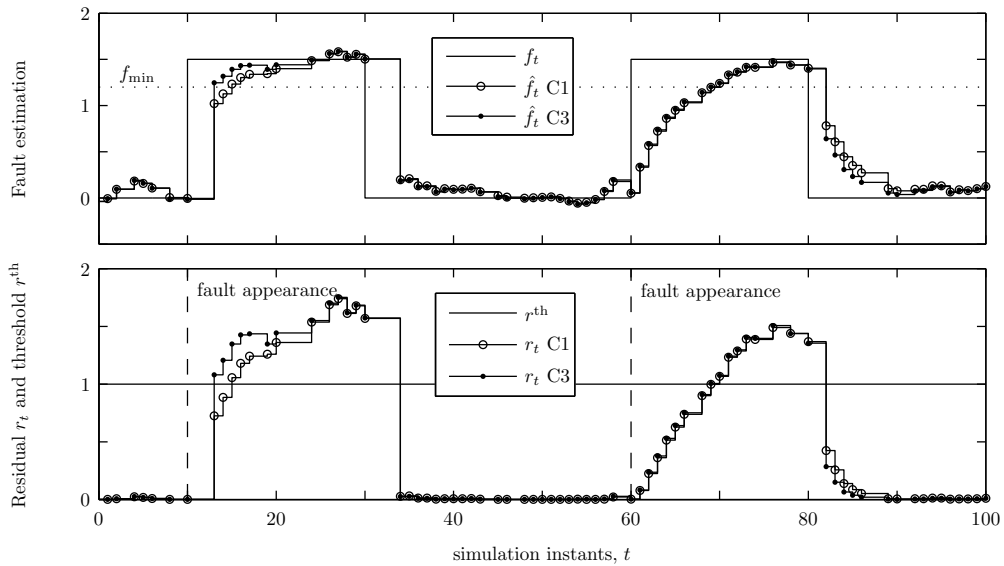 2
f_min
f_t
f̂_t C1
1
f̂_t C3
0
Fault estimation
2
fault appearance
fault appearance
r^th
r_t C1
r_t C3
1
0
Residual r_t and threshold r^th
0 20 40 60 80 100
simulation instants, t